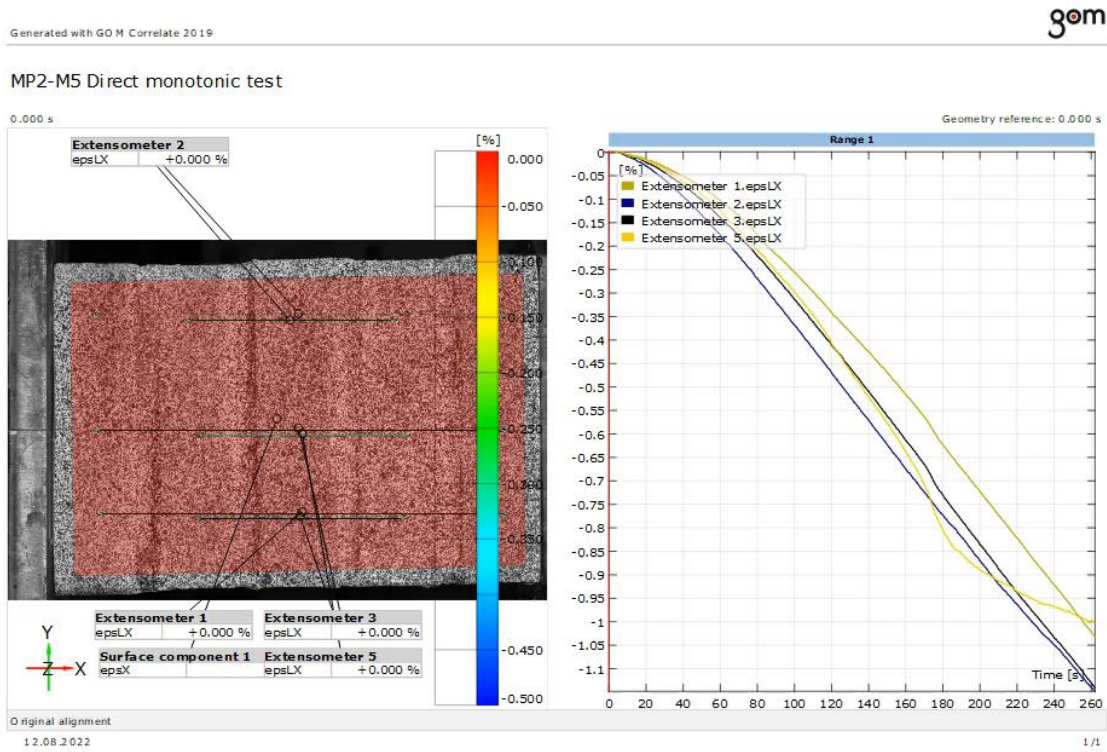 gom
Generated with GOM Correlate 2019
MP2-M5 Direct monotonic test
0.000 s
Geometry reference: 0.000 s
Extensometer 2
epsLX +0.000 %
[%]
0.000
-0.050
-0.100
-0.150
-0.200
-0.250
-0.300
-0.350
-0.450
-0.500
Extensometer 1
epsLX +0.000 %
Extensometer 3
epsLX +0.000 %
Surface component 1
epsX
Extensometer 5
epsLX +0.000 %
Y
Z
X
Range 1
[%]
Extensometer 1.epsLX
Extensometer 2.epsLX
Extensometer 3.epsLX
Extensometer 5.epsLX
0
-0.05
-0.1
-0.15
-0.2
-0.25
-0.3
-0.35
-0.4
-0.45
-0.5
-0.55
-0.6
-0.65
-0.7
-0.75
-0.8
-0.85
-0.9
-0.95
-1
-1.05
-1.1
Time [s]
0 20 40 60 80 100 120 140 160 180 200 220 240 260
Original alignment
12.08.2022
1/1